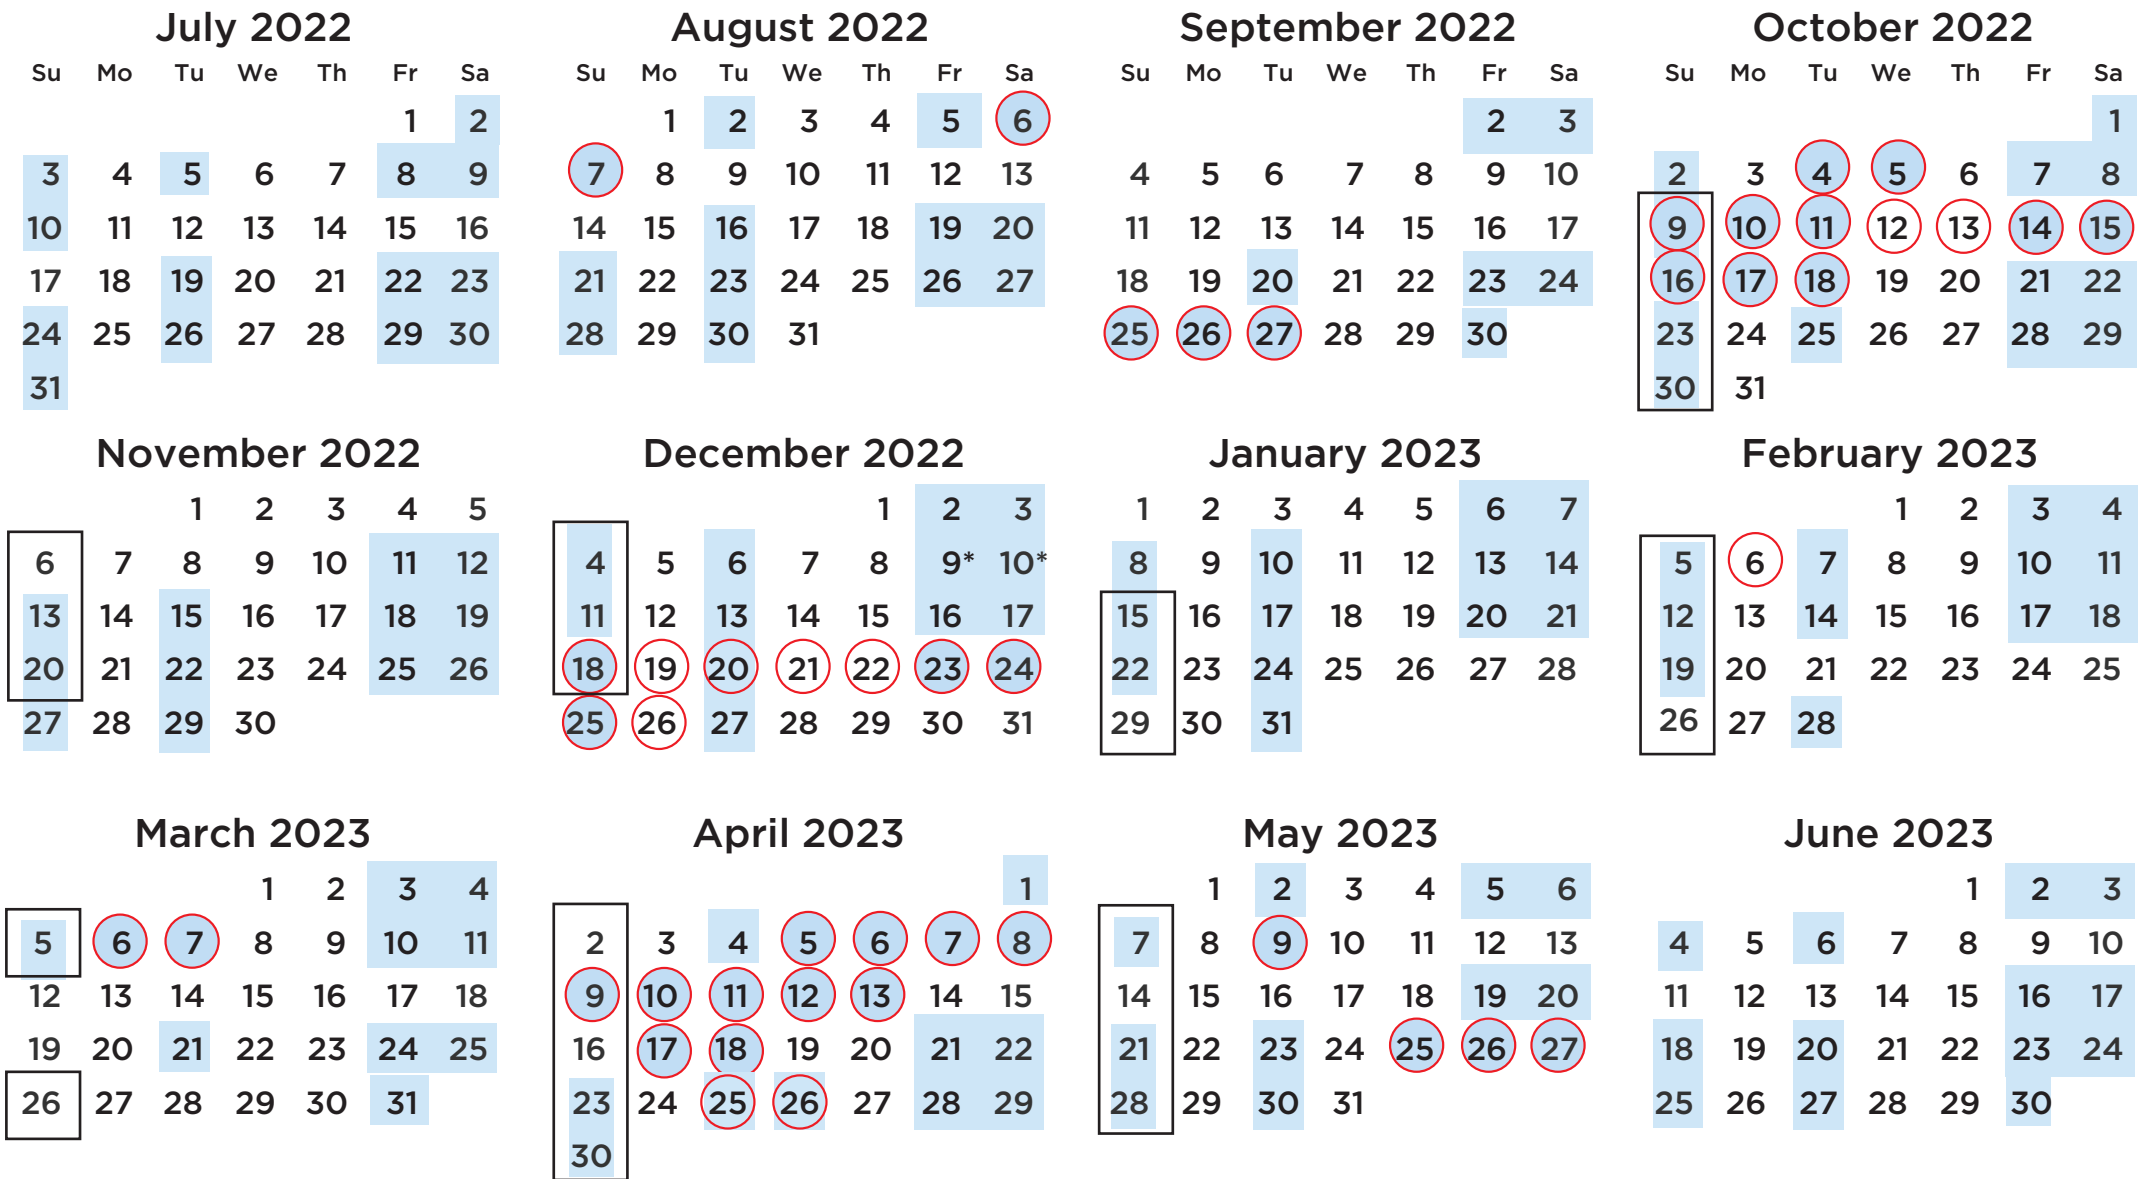 July 2022
Su Mo Tu We Th Fr Sa
1 2
3 4 5 6 7 8 9
10 11 12 13 14 15 16
17 18 19 20 21 22 23
24 25 26 27 28 29 30
31
August 2022
Su Mo Tu We Th Fr Sa
1 2 3 4 5 6
7 8 9 10 11 12 13
14 15 16 17 18 19 20
21 22 23 24 25 26 27
28 29 30 31
September 2022
Su Mo Tu We Th Fr Sa
2 3
4 5 6 7 8 9 10
11 12 13 14 15 16 17
18 19 20 21 22 23 24
25 26 27 28 29 30
October 2022
Su Mo Tu We Th Fr Sa
1
2 3 4 5 6 7 8
9 10 11 12 13 14 15
16 17 18 19 20 21 22
23 24 25 26 27 28 29
30 31
November 2022
1 2 3 4 5
6 7 8 9 10 11 12
13 14 15 16 17 18 19
20 21 22 23 24 25 26
27 28 29 30
December 2022
1 2 3
4 5 6 7 8 9* 10*
11 12 13 14 15 16 17
18 19 20 21 22 23 24
25 26 27 28 29 30 31
January 2023
1 2 3 4 5 6 7
8 9 10 11 12 13 14
15 16 17 18 19 20 21
22 23 24 25 26 27 28
29 30 31
February 2023
1 2 3 4
5 6 7 8 9 10 11
12 13 14 15 16 17 18
19 20 21 22 23 24 25
26 27 28
March 2023
1 2 3 4
5 6 7 8 9 10 11
12 13 14 15 16 17 18
19 20 21 22 23 24 25
26 27 28 29 30 31
April 2023
1
2 3 4 5 6 7 8
9 10 11 12 13 14 15
16 17 18 19 20 21 22
23 24 25 26 27 28 29
30
May 2023
1 2 3 4 5 6
7 8 9 10 11 12 13
14 15 16 17 18 19 20
21 22 23 24 25 26 27
28 29 30 31
June 2023
1 2 3
4 5 6 7 8 9 10
11 12 13 14 15 16 17
18 19 20 21 22 23 24
25 26 27 28 29 30